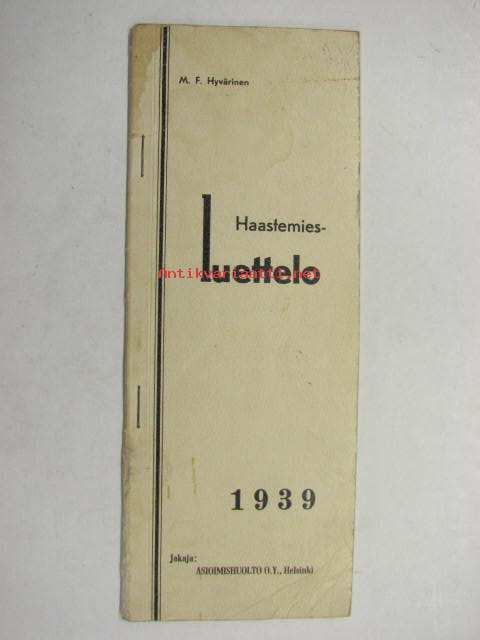 M. F. Hyvärinen
Haastemies-
luettelo
Antikvariaatti.net
1939
Jakaja:
ASIOIMISHUOLTO O.Y., Helsinki